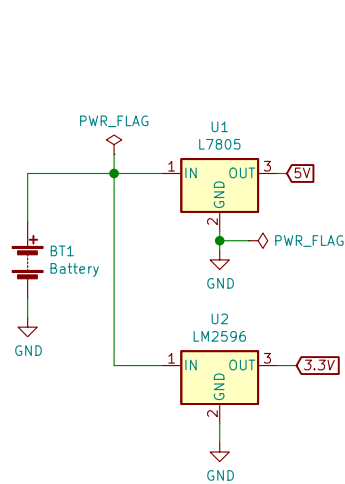 PWR_FLAG
U1
L7805
1
IN
OUT
3
5V
GND
2
PWR_FLAG
GND
+
BT1
Battery
GND
U2
LM2596
1
IN
OUT
3
3.3V
GND
2
GND